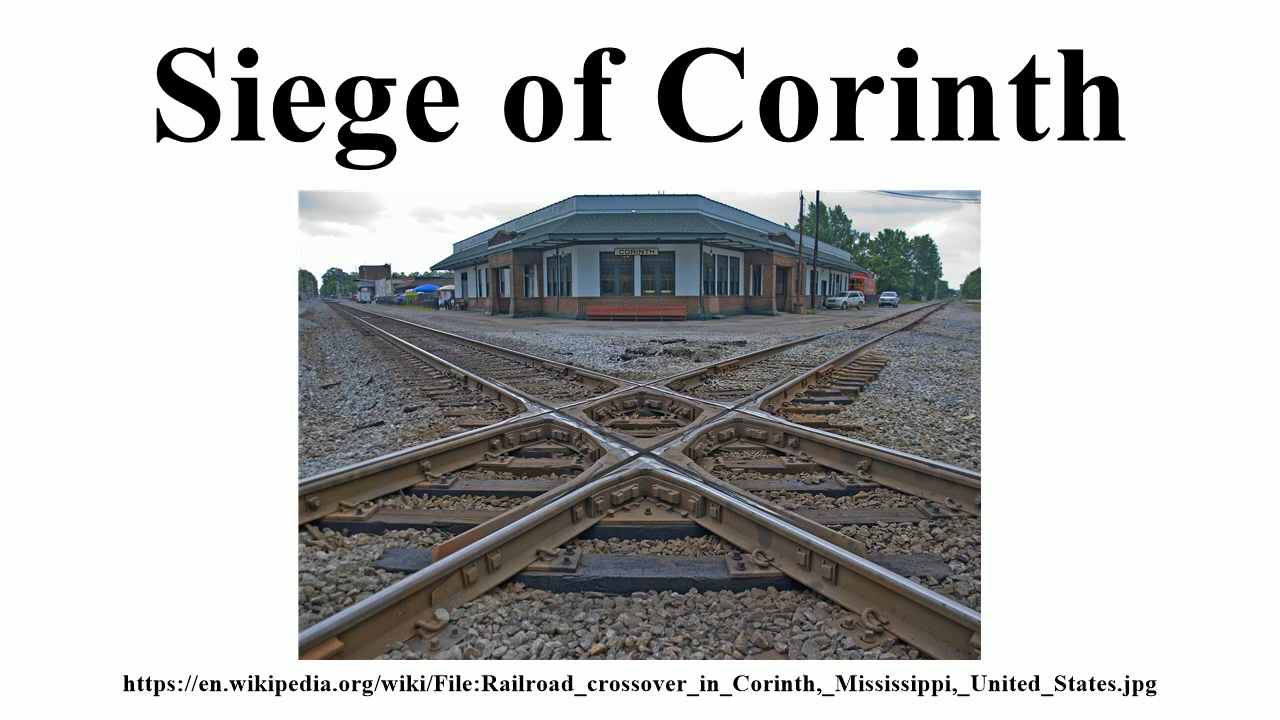 Siege of Corinth
CORINTH
https://en.wikipedia.org/wiki/File:Railroad_crossover_in_Corinth,_Mississippi,_United_States.jpg